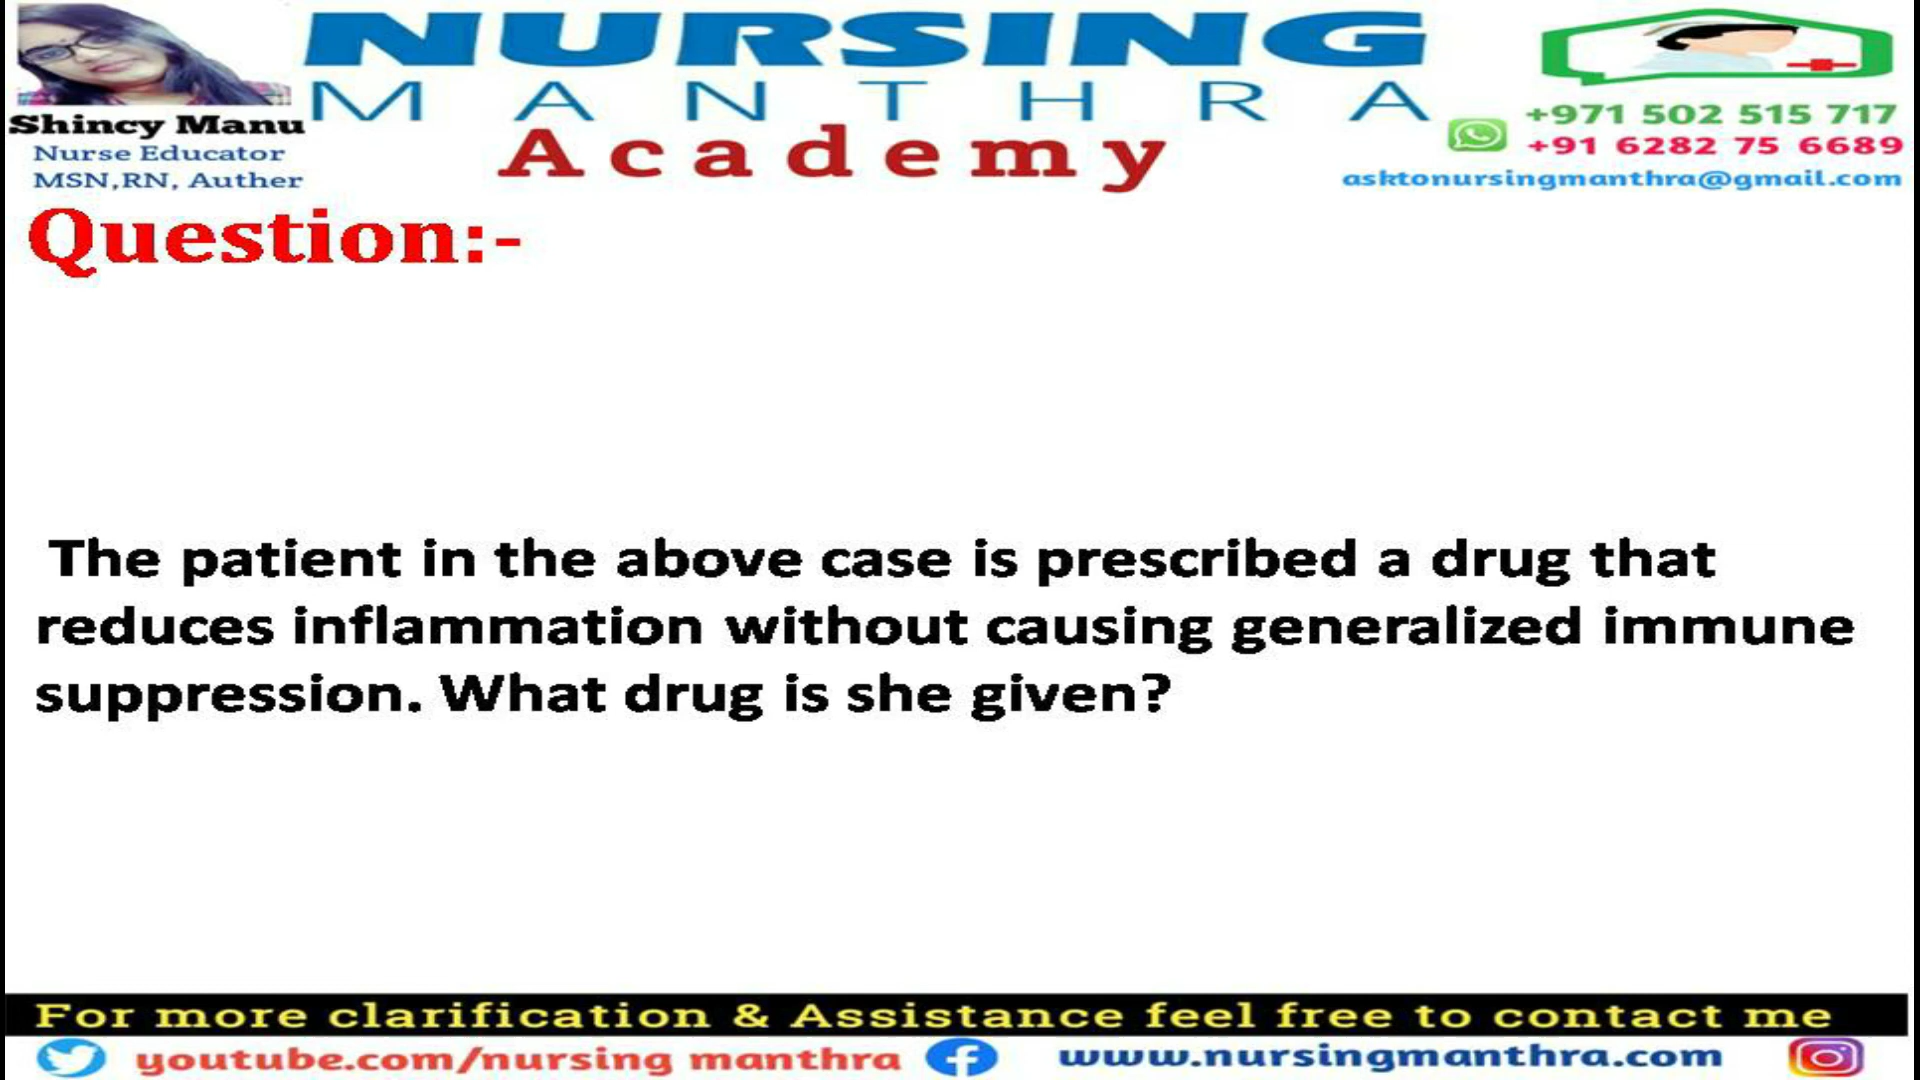 NURSING
MANTHRA
Academy
Shincy Manu
Nurse Educator
MSN,RN, Auther
+971 502 515 717
+91 6282 75 6689
asktonursingmanthra@gmail.com
Question:-
The patient in the above case is prescribed a drug that
reduces inflammation without causing generalized immune
suppression. What drug is she given?
For more clarification & Assistance feel free to contact me
youtube.com/nursing manthra
www.nursingmanthra.com